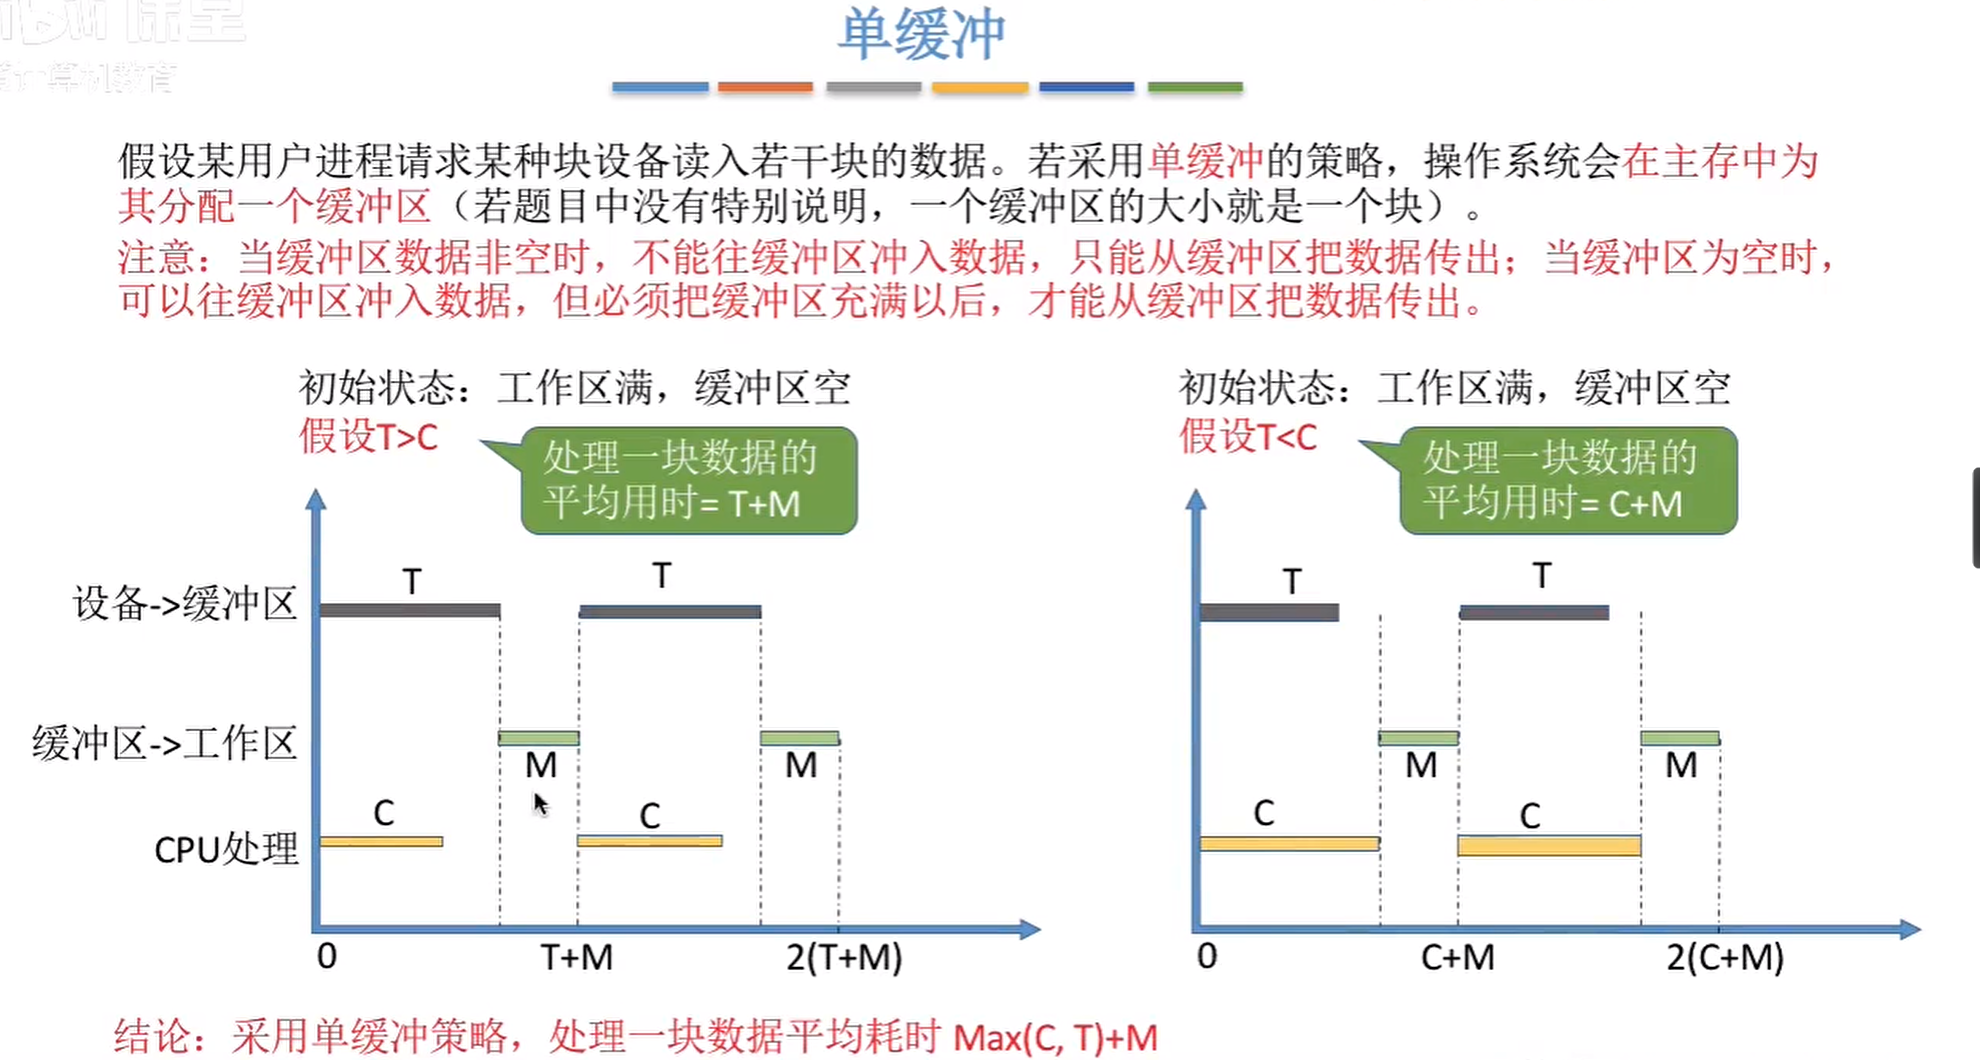 课堂
计算机教育
单缓冲
假设某用户进程请求某种块设备读入若干块的数据。若采用单缓冲的策略，操作系统会在主存中为
其分配一个缓冲区（若题目中没有特别说明，一个缓冲区的大小就是一个块）。
注意：当缓冲区数据非空时，不能往缓冲区冲入数据，只能从缓冲区把数据传出；当缓冲区为空时，
可以往缓冲区冲入数据，但必须把缓冲区充满以后，才能从缓冲区把数据传出。
初始状态：工作区满，缓冲区空
假设T>C
处理一块数据的
平均用时= T+M
T
T
设备->缓冲区
缓冲区->工作区
M
M
C
C
CPU处理
0
T+M
2(T+M)
初始状态：工作区满，缓冲区空
假设T<C
处理一块数据的
平均用时= C+M
T
T
M
M
C
C
0
C+M
2(C+M)
结论：采用单缓冲策略，处理一块数据平均耗时 Max(C, T)+M